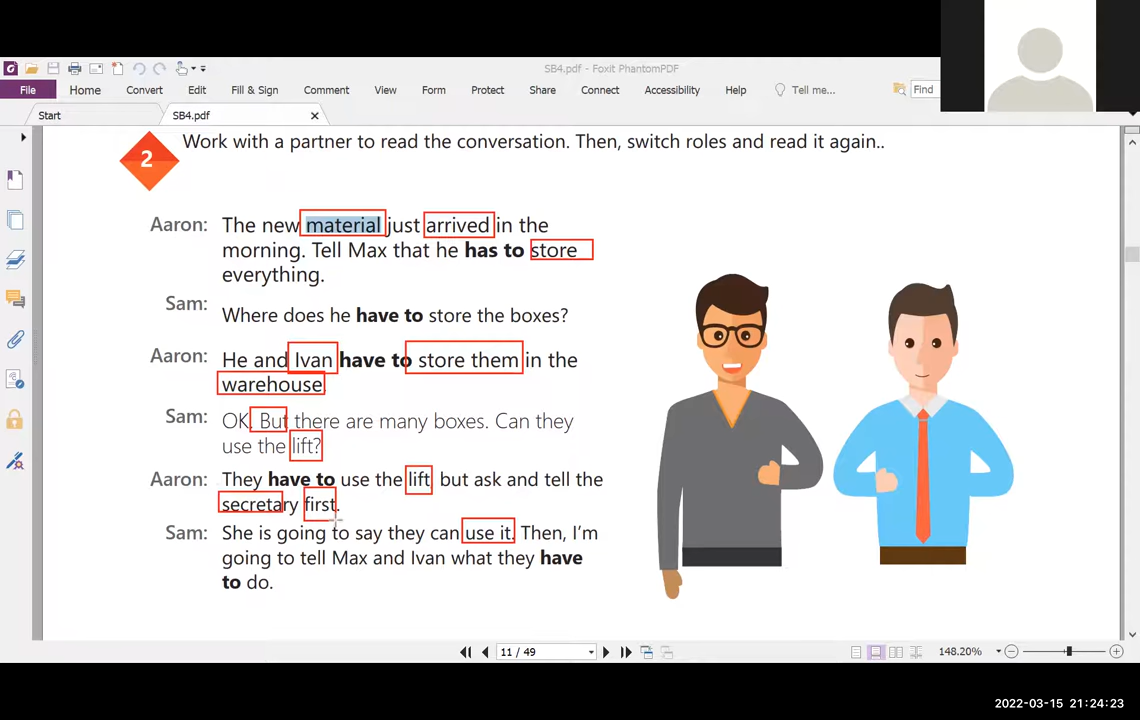 SB4.pdf - Foxit PhantomPDF
File Home Convert Edit Fill & Sign Comment View Form Protect Share Connect Accessibility Help Tell me... Find
Start SB4.pdf
2 Work with a partner to read the conversation. Then, switch roles and read it again..
Aaron: The new material just arrived in the
morning. Tell Max that he has to store
everything.
Sam: Where does he have to store the boxes?
Aaron: He and Ivan have to store them in the
warehouse.
Sam: OK. But there are many boxes. Can they
use the lift?
Aaron: They have to use the lift but ask and tell the
secretary first.
Sam: She is going to say they can use it. Then, I'm
going to tell Max and Ivan what they have
to do.
11 / 49 148.20%
2022-03-15 21:24:23